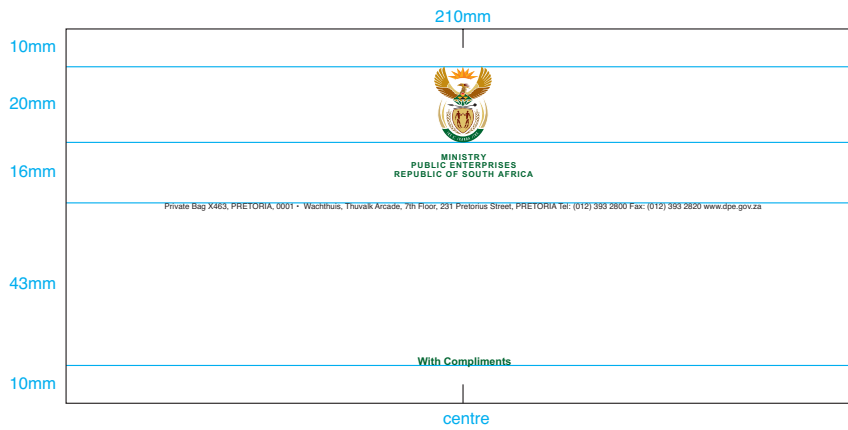 210mm
10mm
20mm
MINISTRY
PUBLIC ENTERPRISES
REPUBLIC OF SOUTH AFRICA
16mm
Private Bag X463, PRETORIA, 0001 • Wachthuis, Thuvalk Arcade, 7th Floor, 231 Pretorius Street, PRETORIA Tel: (012) 393 2800 Fax: (012) 393 2820 www.dpe.gov.za
43mm
With Compliments
10mm
centre